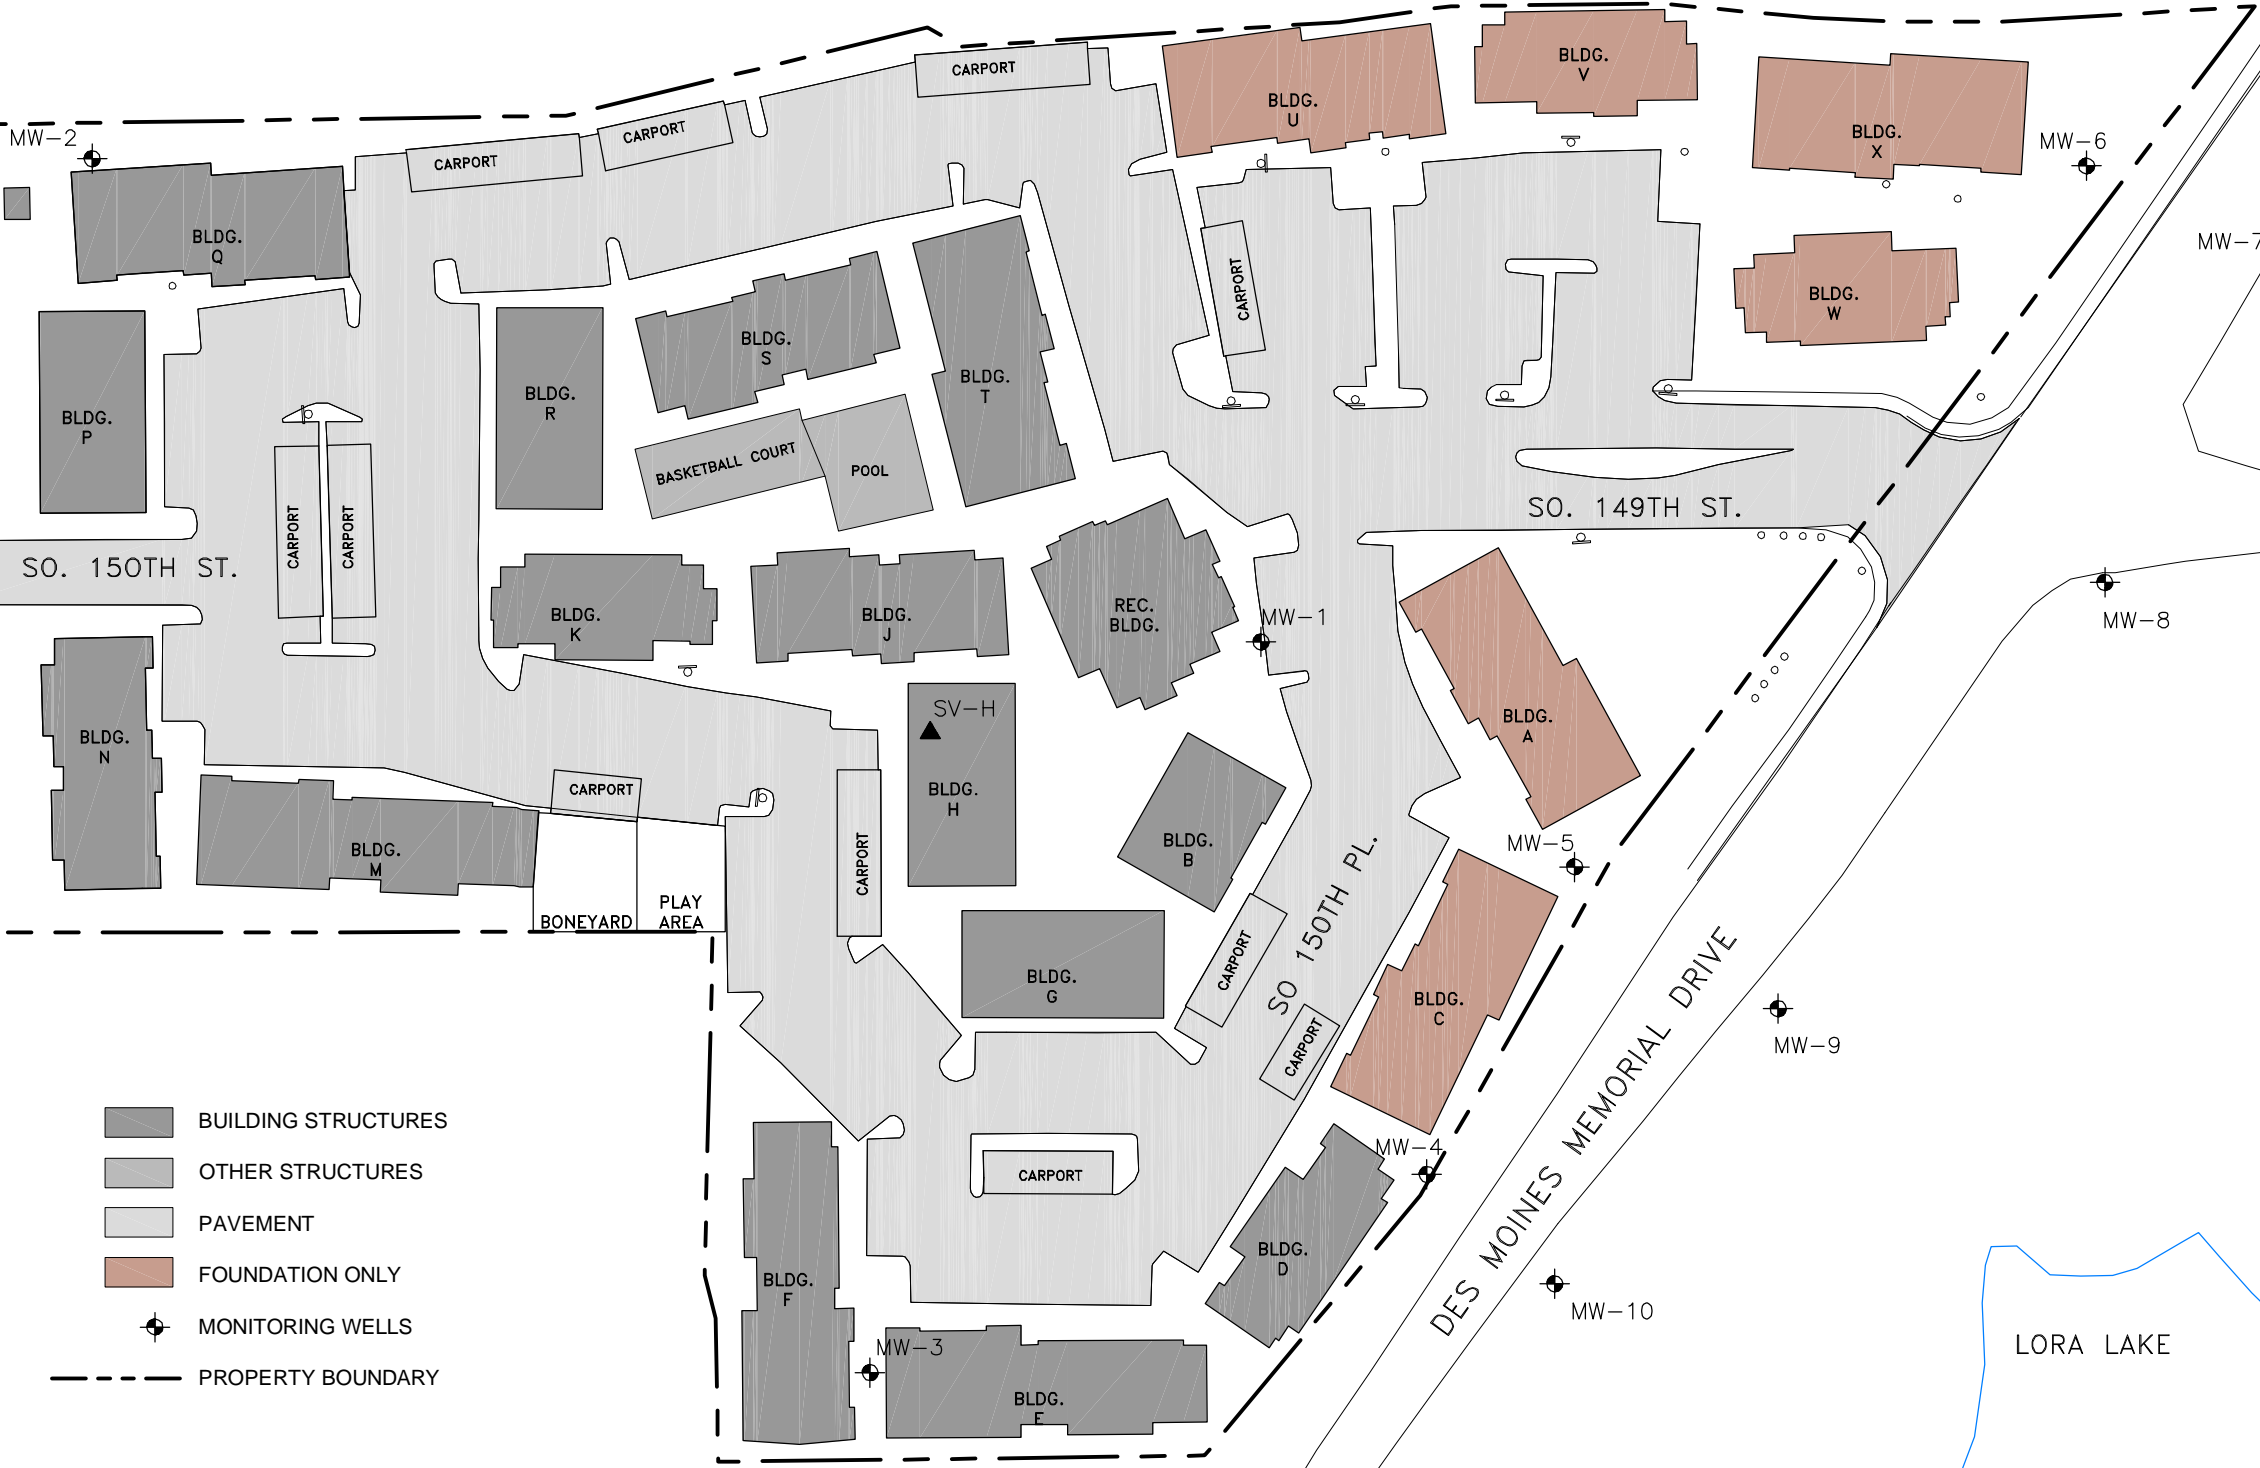 CARPORT
BLDG.
V
BLDG.
U
MW-2
CARPORT
CARPORT
BLDG.
X
MW-6
BLDG.
Q
MW-7
CARPORT
BLDG.
W
BLDG.
S
BLDG.
T
BLDG.
R
BLDG.
P
BASKETBALL COURT
POOL
SO. 149TH ST.
CARPORT
CARPORT
SO. 150TH ST.
BLDG.
K
BLDG.
J
REC.
BLDG.
MW-1
MW-8
SV-H
BLDG.
A
BLDG.
N
BLDG.
H
CARPORT
BLDG.
M
CARPORT
BLDG.
B
MW-5
SO 150TH PL.
BONEYARD
PLAY
AREA
CARPORT
BLDG.
G
BLDG.
C
DES MOINES MEMORIAL DRIVE
MW-9
CARPORT
BUILDING STRUCTURES
OTHER STRUCTURES
PAVEMENT
FOUNDATION ONLY
MONITORING WELLS
PROPERTY BOUNDARY
MW-4
CARPORT
BLDG.
D
BLDG.
F
MW-10
MW-3
BLDG.
E
LORA LAKE